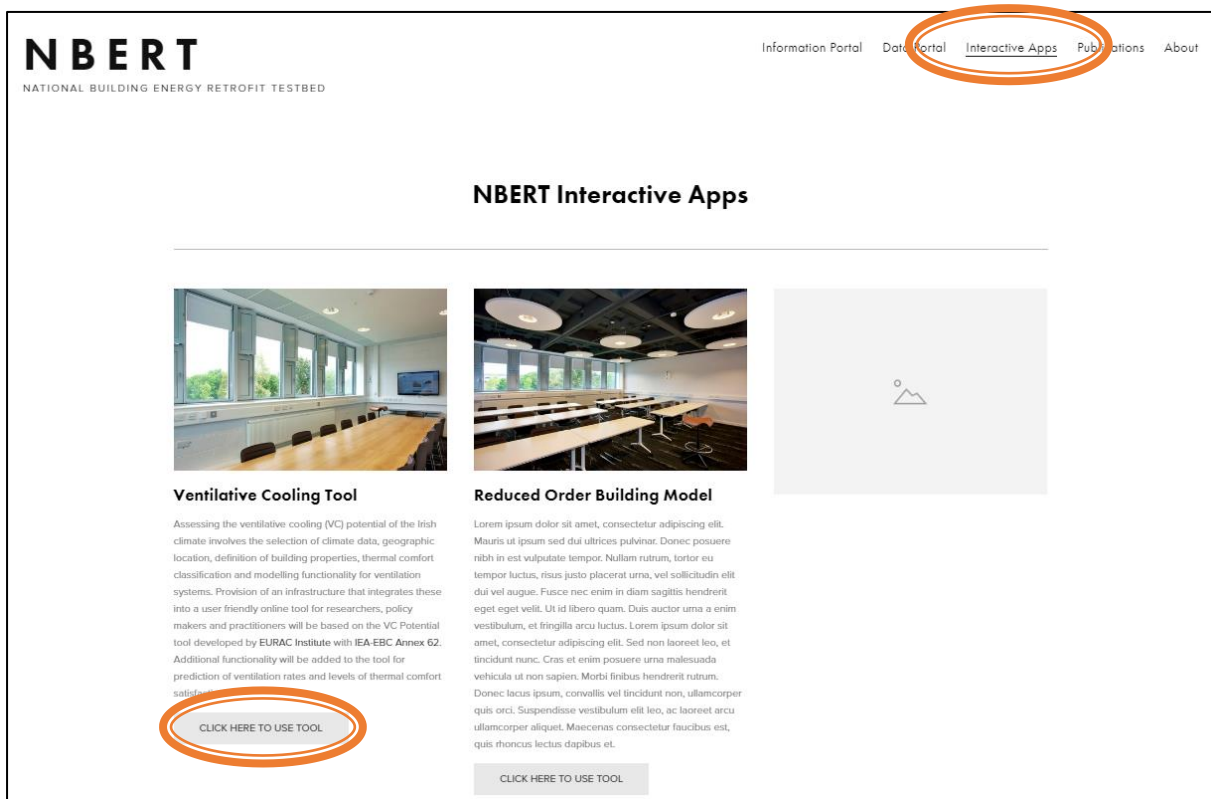 NBERT
NATIONAL BUILDING ENERGY RETROFIT TESTBED
Information Portal Data Portal Interactive Apps Publications About
NBERT Interactive Apps
Ventilative Cooling Tool
Assessing the ventilative cooling (VC) potential of the Irish
climate involves the selection of climate data, geographic
location, definition of building properties, thermal comfort
classification and modelling functionality for ventilation
systems. Provision of an infrastructure that integrates these
into a user friendly online tool for researchers, policy
makers and practitioners will be based on the VC Potential
tool developed by EURAC Institute with IEA-EBC Annex 62.
Additional functionality will be added to the tool for
prediction of ventilation rates and levels of thermal comfort
CLICK HERE TO USE TOOL
Reduced Order Building Model
Lorem ipsum dolor sit amet, consectetur adipiscing elit.
Mauris ut ipsum sed dui ultrices pulvinar. Donec posuere
nibh in est vulputate tempor. Nullam rutrum, tortor eu
tempor luctus, risus justo placerat urna, vel sollicitudin elit
dui vel augue. Fusce nec enim in diam sagittis hendrerit
eget eget velit. Ut id libero quam. Duis auctor urna a enim
vestibulum, et fringilla arcu luctus. Lorem ipsum dolor sit
amet, consectetur adipiscing elit. Sed non laoreet leo, et
tincidunt nunc. Cras et enim posuere urna malesuada
vehicula ut non sapien. Morbi finibus hendrerit rutrum.
Donec lacus ipsum, convallis vel tincidunt non, ullamcorper
quis orci. Suspendisse vestibulum elit leo, ac laoreet arcu
ullamcorper aliquet. Maecenas consectetur faucibus est,
quis rhoncus lectus dapibus et.
CLICK HERE TO USE TOOL